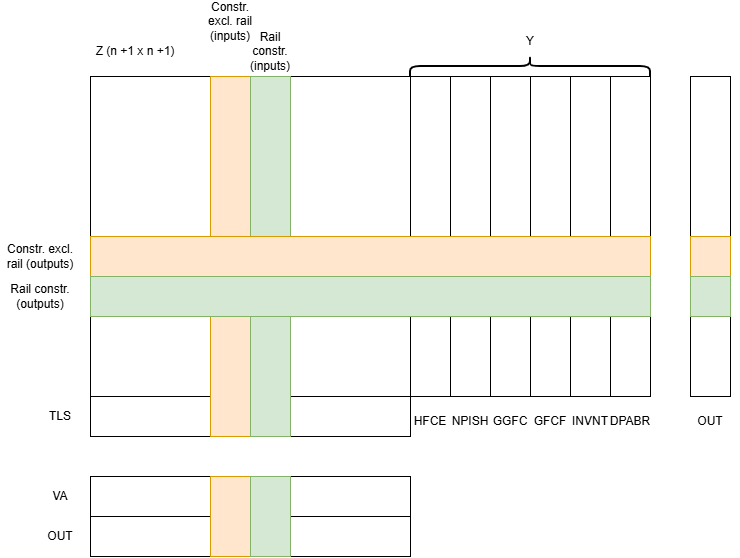 Constr.
excl. rail
(inputs)
Rail
constr.
(inputs)
Z (n +1 x n +1)
Y
Constr. excl.
rail (outputs)
Rail constr.
(outputs)
TLS
HFCE NPISH GGFC GFCF INVNT DPABR OUT
VA
OUT